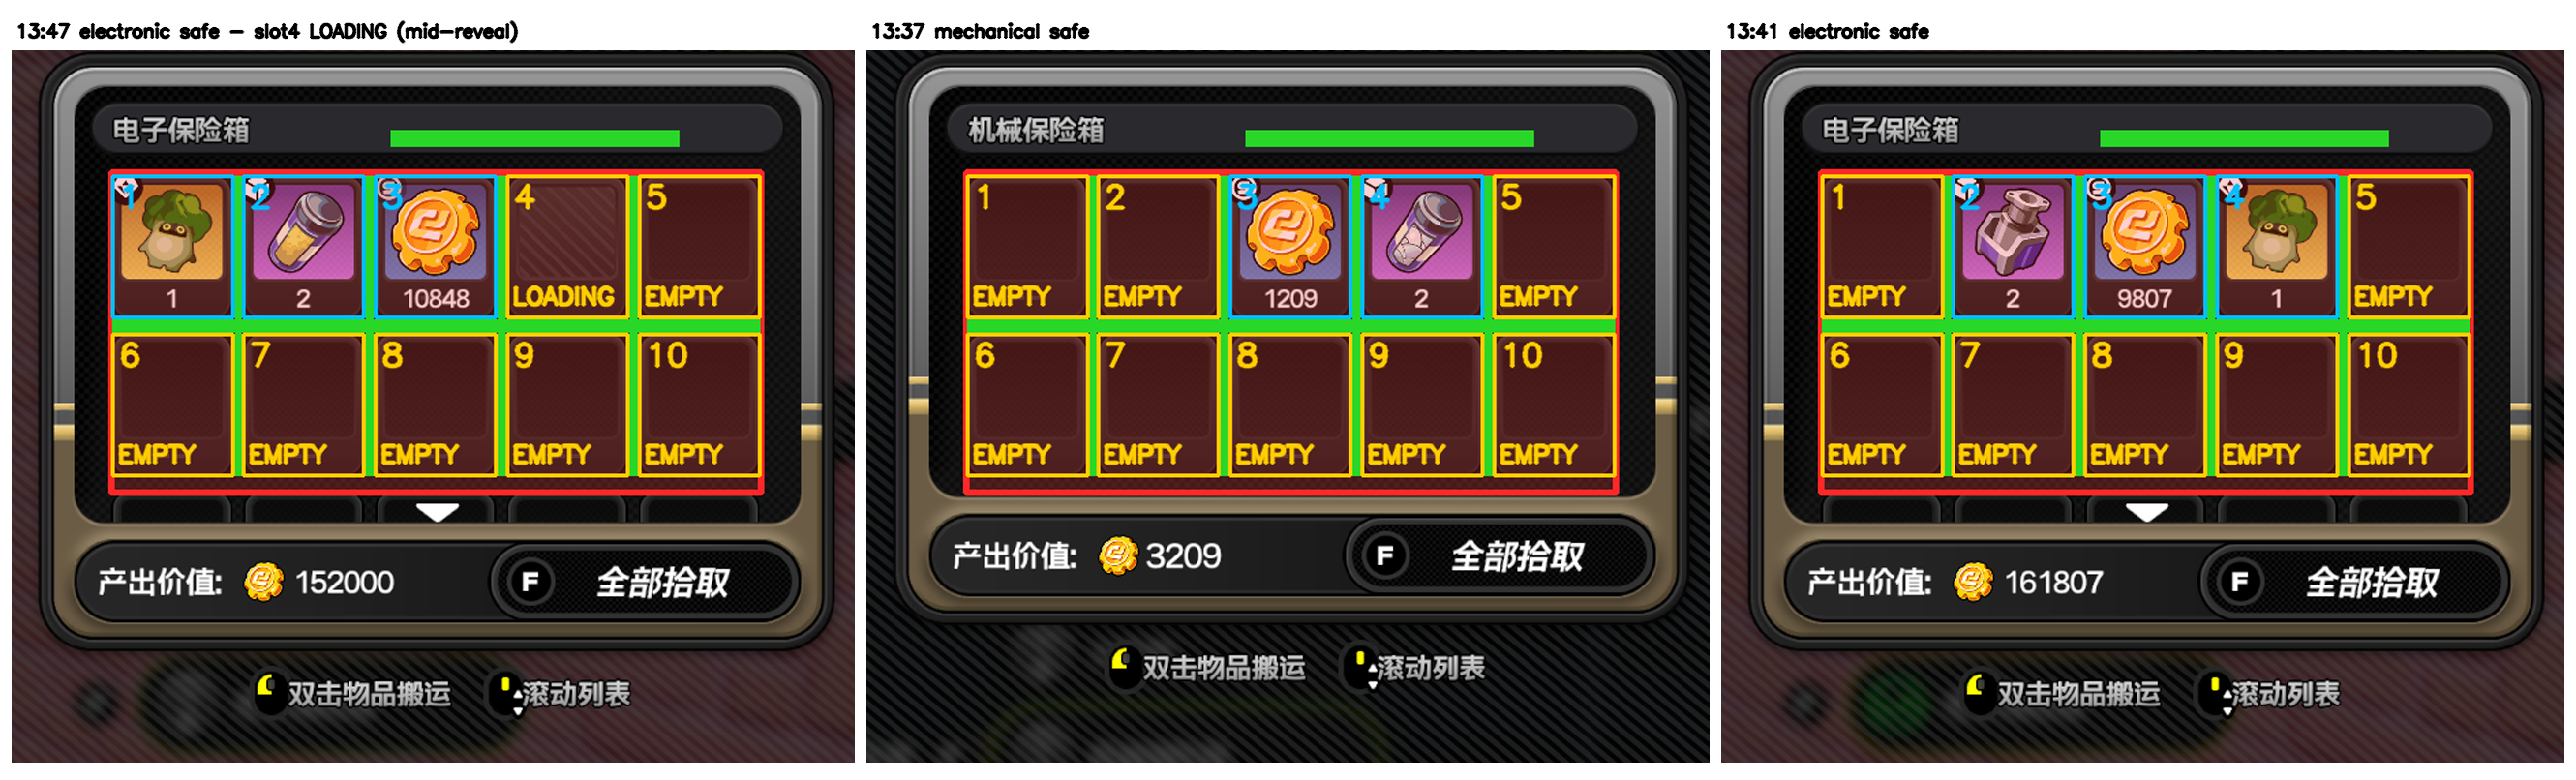 13:47 electronic safe - slot4 LOADING (mid-reveal)
电子保险箱
1 2 3 4 5
1 2 10848 LOADING EMPTY
6 7 8 9 10
EMPTY EMPTY EMPTY EMPTY EMPTY
产出价值: 152000 F 全部拾取
双击物品搬运 滚动列表
13:37 mechanical safe
机械保险箱
1 2 3 4 5
EMPTY EMPTY 1209 2 EMPTY
6 7 8 9 10
EMPTY EMPTY EMPTY EMPTY EMPTY
产出价值: 3209 F 全部拾取
双击物品搬运 滚动列表
13:41 electronic safe
电子保险箱
1 2 3 4 5
EMPTY 2 9807 1 EMPTY
6 7 8 9 10
EMPTY EMPTY EMPTY EMPTY EMPTY
产出价值: 161807 F 全部拾取
双击物品搬运 滚动列表